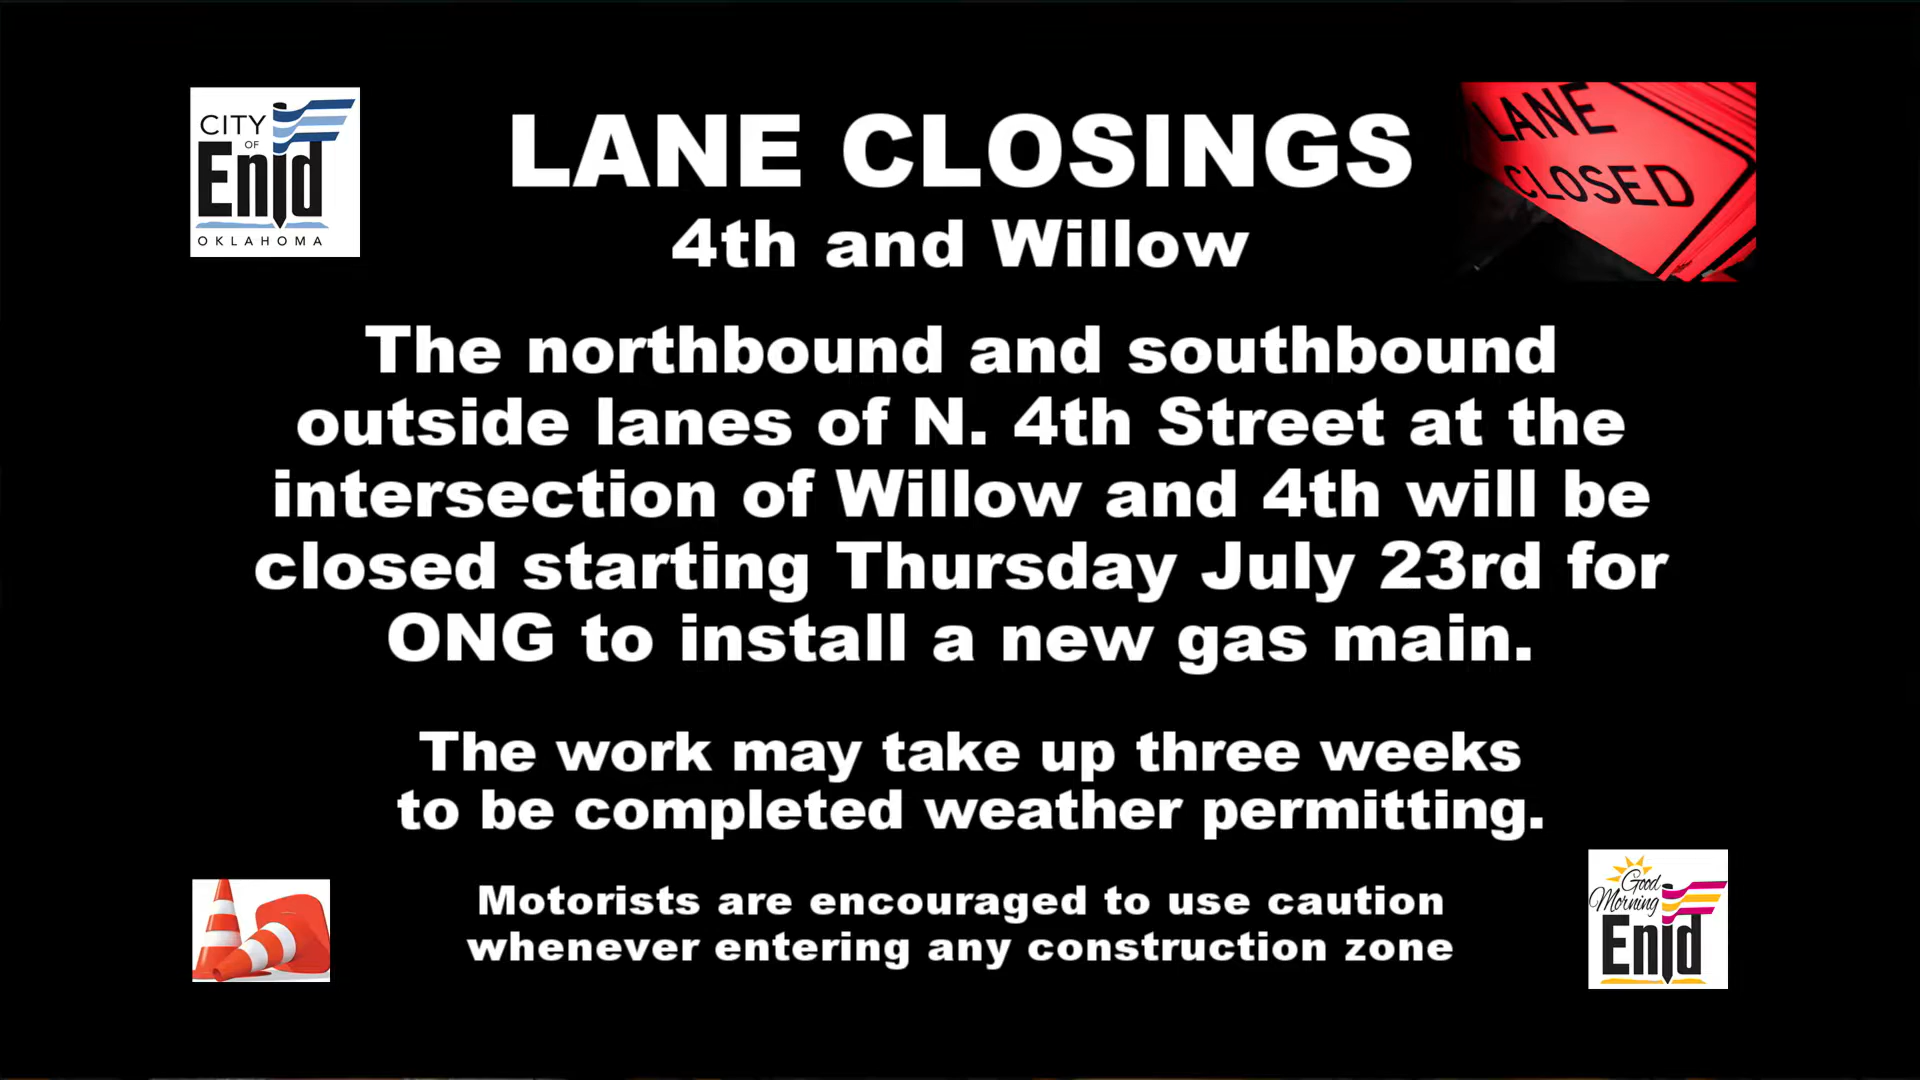 CITY
OF
Enid
OKLAHOMA
LANE CLOSINGS
4th and Willow
LANE
CLOSED
The northbound and southbound
outside lanes of N. 4th Street at the
intersection of Willow and 4th will be
closed starting Thursday July 23rd for
ONG to install a new gas main.
The work may take up three weeks
to be completed weather permitting.
Motorists are encouraged to use caution
whenever entering any construction zone
Good
Morning
Enid